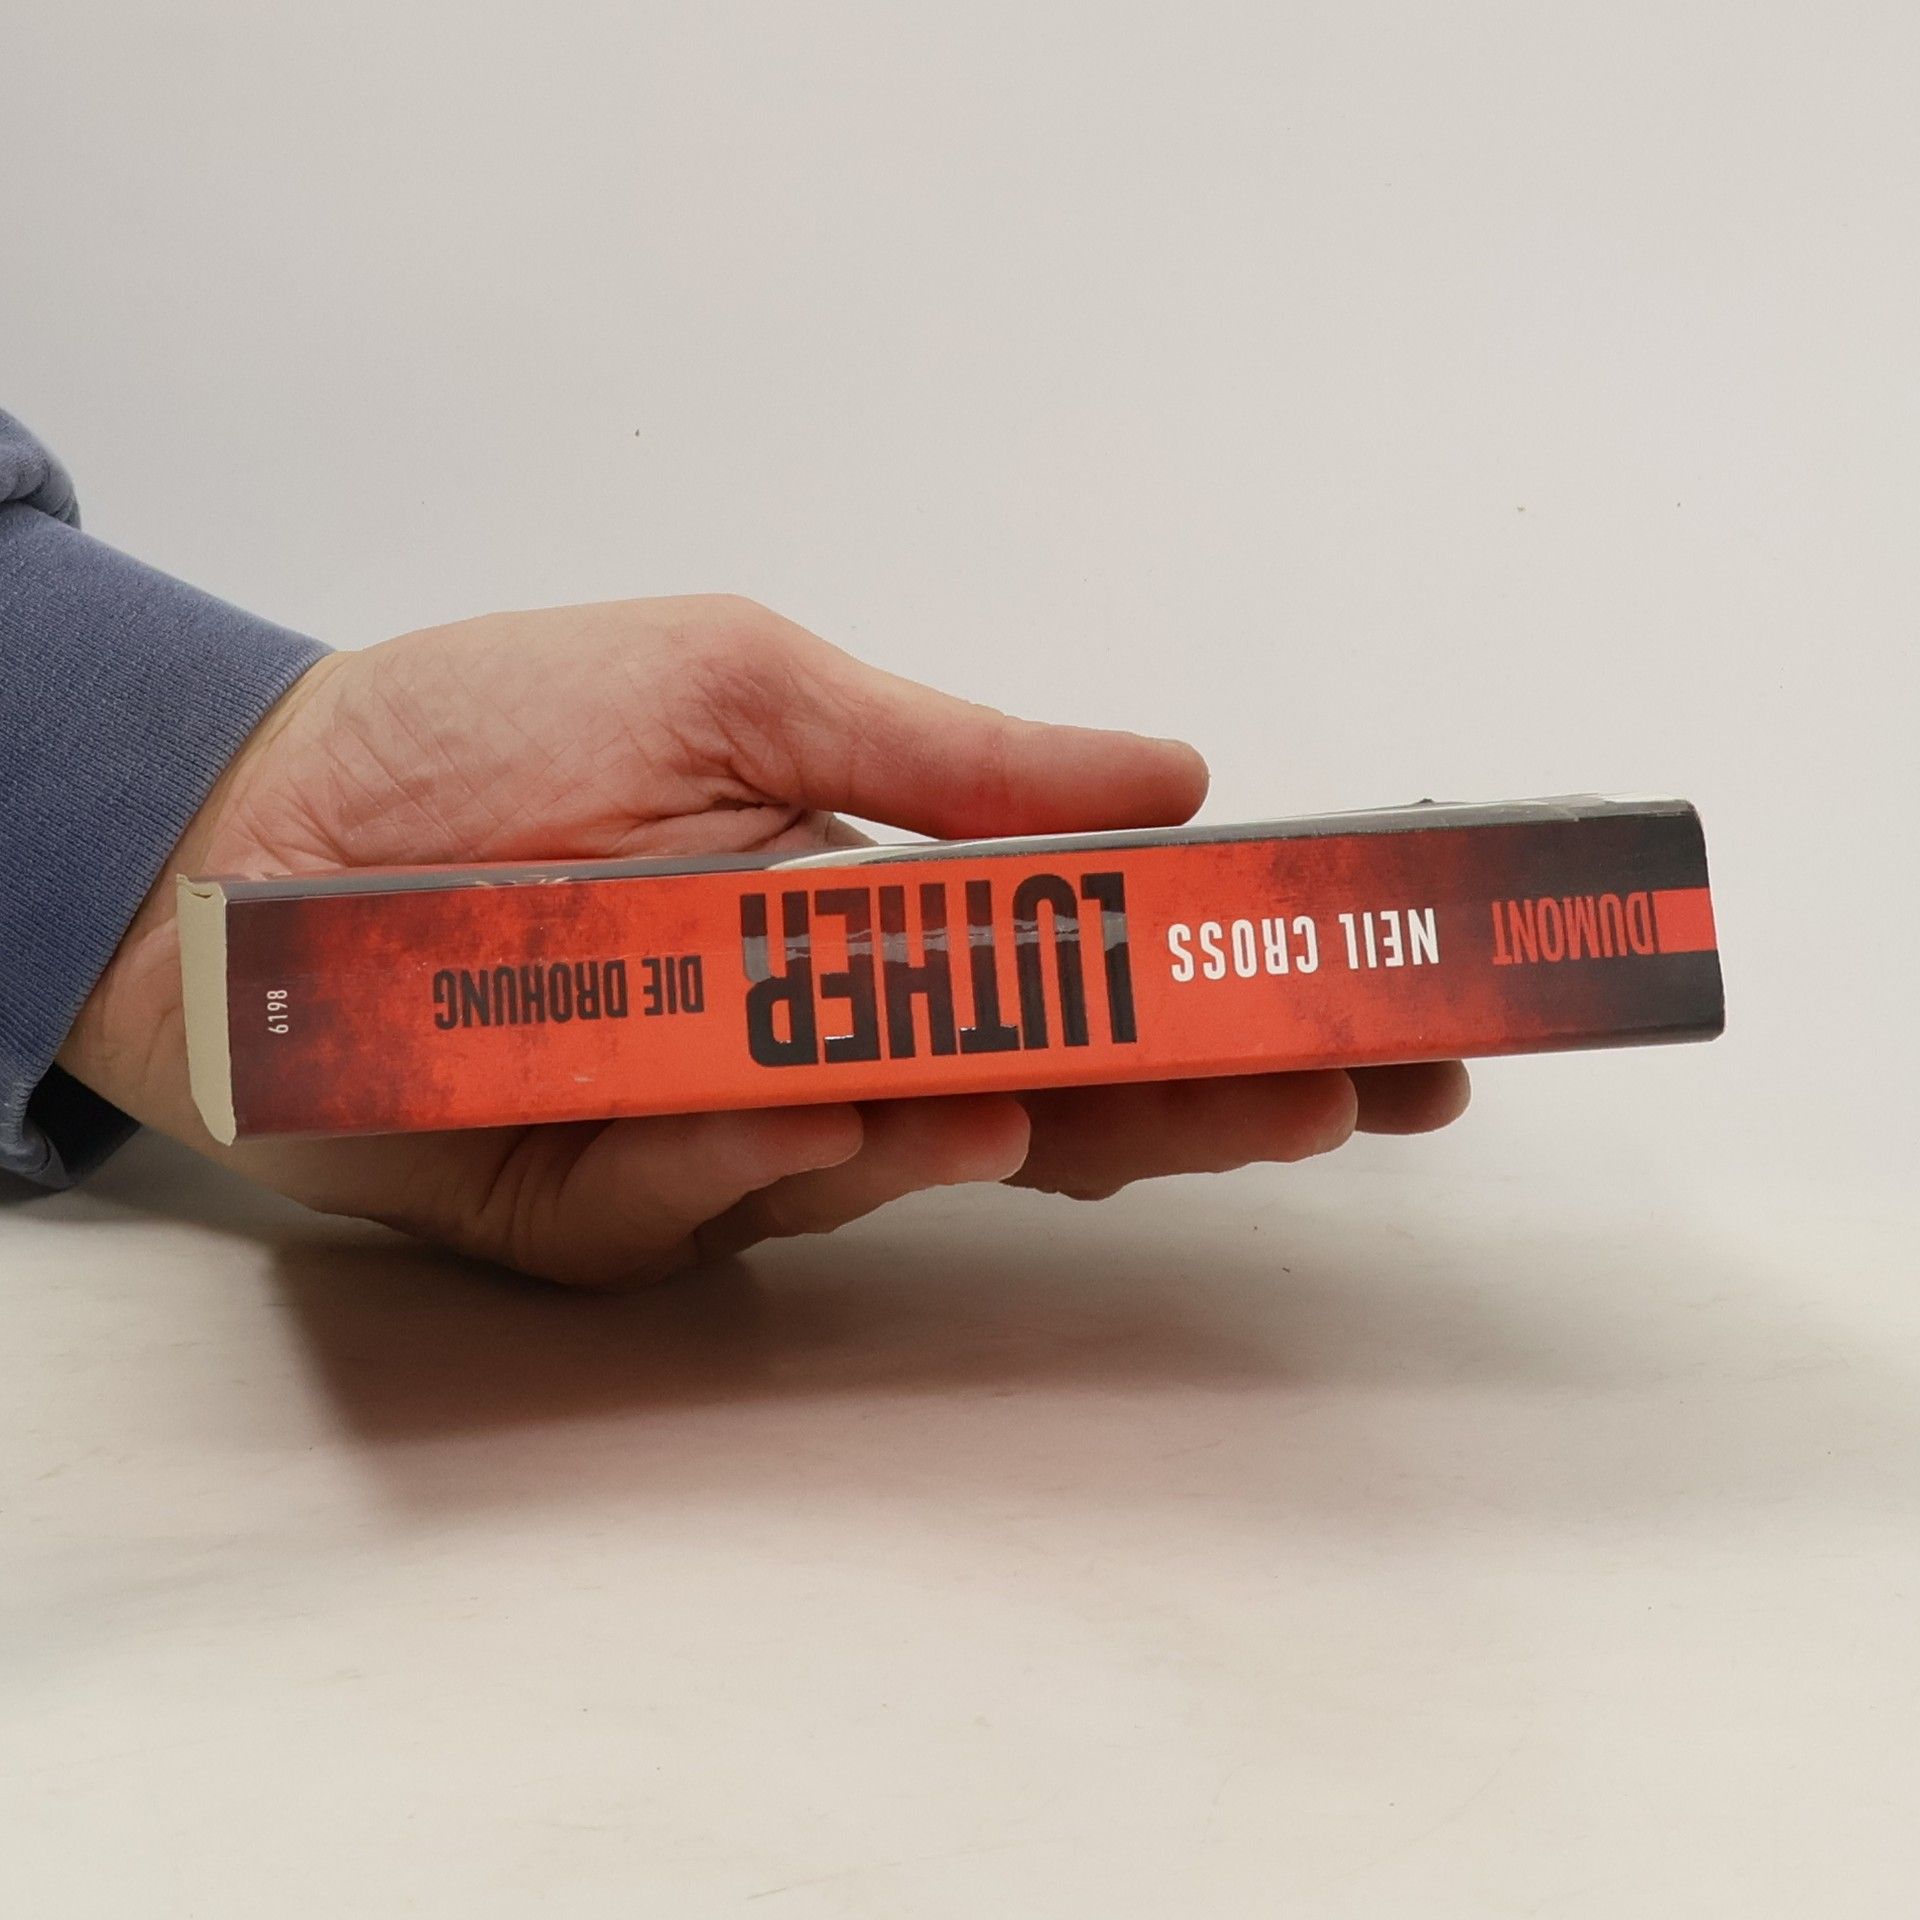 DUMONT
NEIL CROSS
LUTHER
DIE DROHUNG
6198